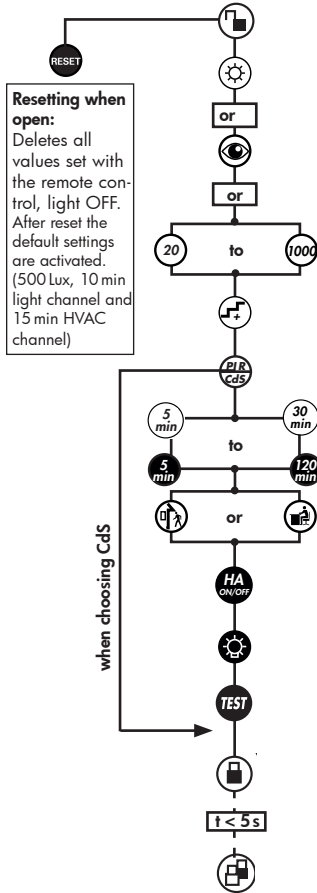 RESET
Resetting when
open:
Deletes all
values set with
the remote con-
trol, light OFF.
After reset the
default settings
are activated.
(500 Lux, 10 min
light channel and
15 min HVAC
channel)
or
or
20 to 1000
+
PIR
CdS
5
min
30
min
to
5
min
120
min
or
when choosing CdS
HA
ON/OFF
TEST
t < 5 s